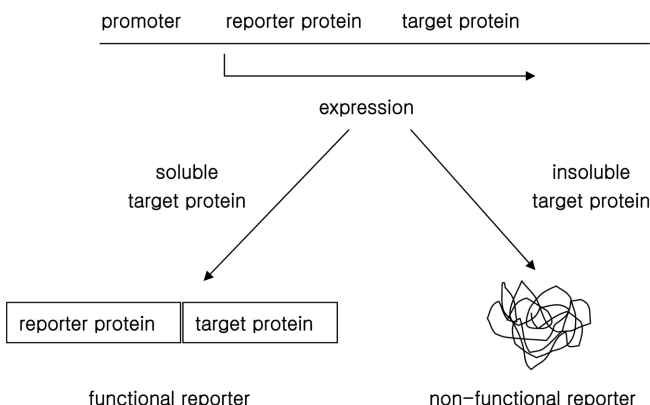 promoter reporter protein target protein
expression
soluble
target protein
insoluble
target protein
reporter protein target protein
functional reporter non-functional reporter